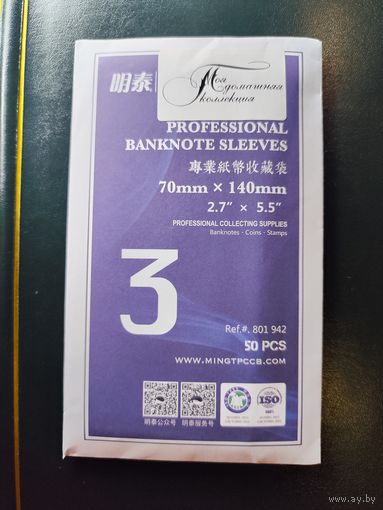 明泰
Моя
домашняя
коллекция
PROFESSIONAL
BANKNOTE SLEEVES
專業紙幣收藏袋
70mm × 140mm
2.7" × 5.5"
PROFESSIONAL COLLECTING SUPPLIES
Banknotes · Coins · Stamps
3
Ref.#. 801 942
50 PCS
WWW.MINGTPCCB.COM
ISO
明泰公众号 明泰服务号
www.ay.by